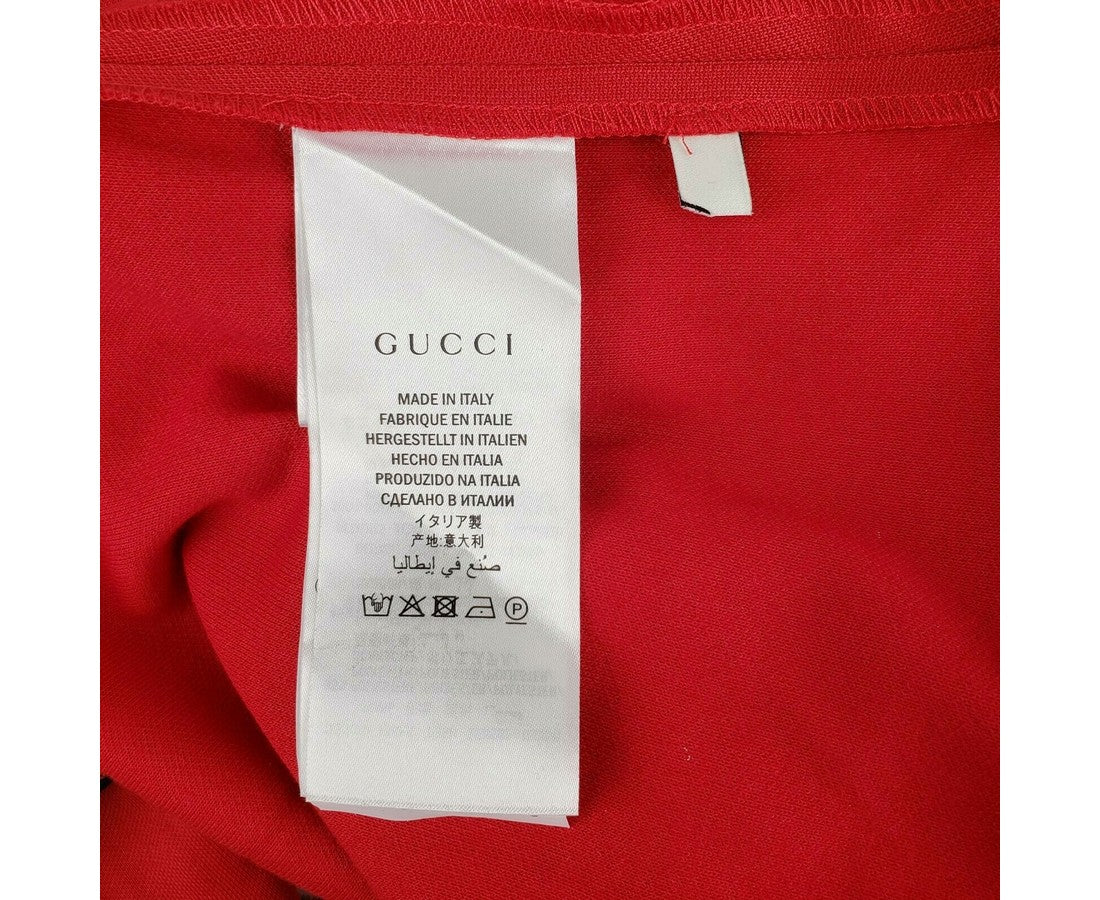 GUCCI
MADE IN ITALY
FABRIQUE EN ITALIE
HERGESTELLT IN ITALIEN
HECHO EN ITALIA
PRODUZIDO NA ITALIA
СДЕЛАНО В ИТАЛИИ
イタリア製
产地:意大利
صُنع في إيطاليا
P